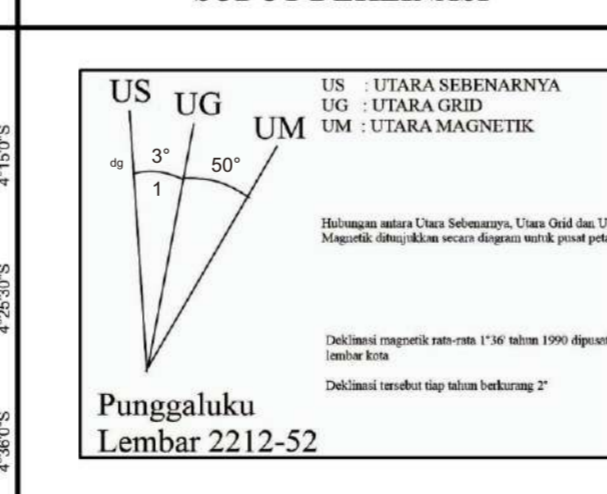 US : UTARA SEBENARNYA
UG : UTARA GRID
UM : UTARA MAGNETIK
US
UG
UM
dg
3°
50°
1
Hubungan antara Utara Sebenarnya, Utara Grid dan U
Magnetik ditunjukkan secara diagram untuk pusat peta
Deklinasi magnetik rata-rata 1°36' tahun 1990 dipusat
lembar kota
Deklinasi tersebut tiap tahun berkurang 2"
Punggaluku
Lembar 2212-52
4°15'0"S
4°25'30"S
4°36'0"S